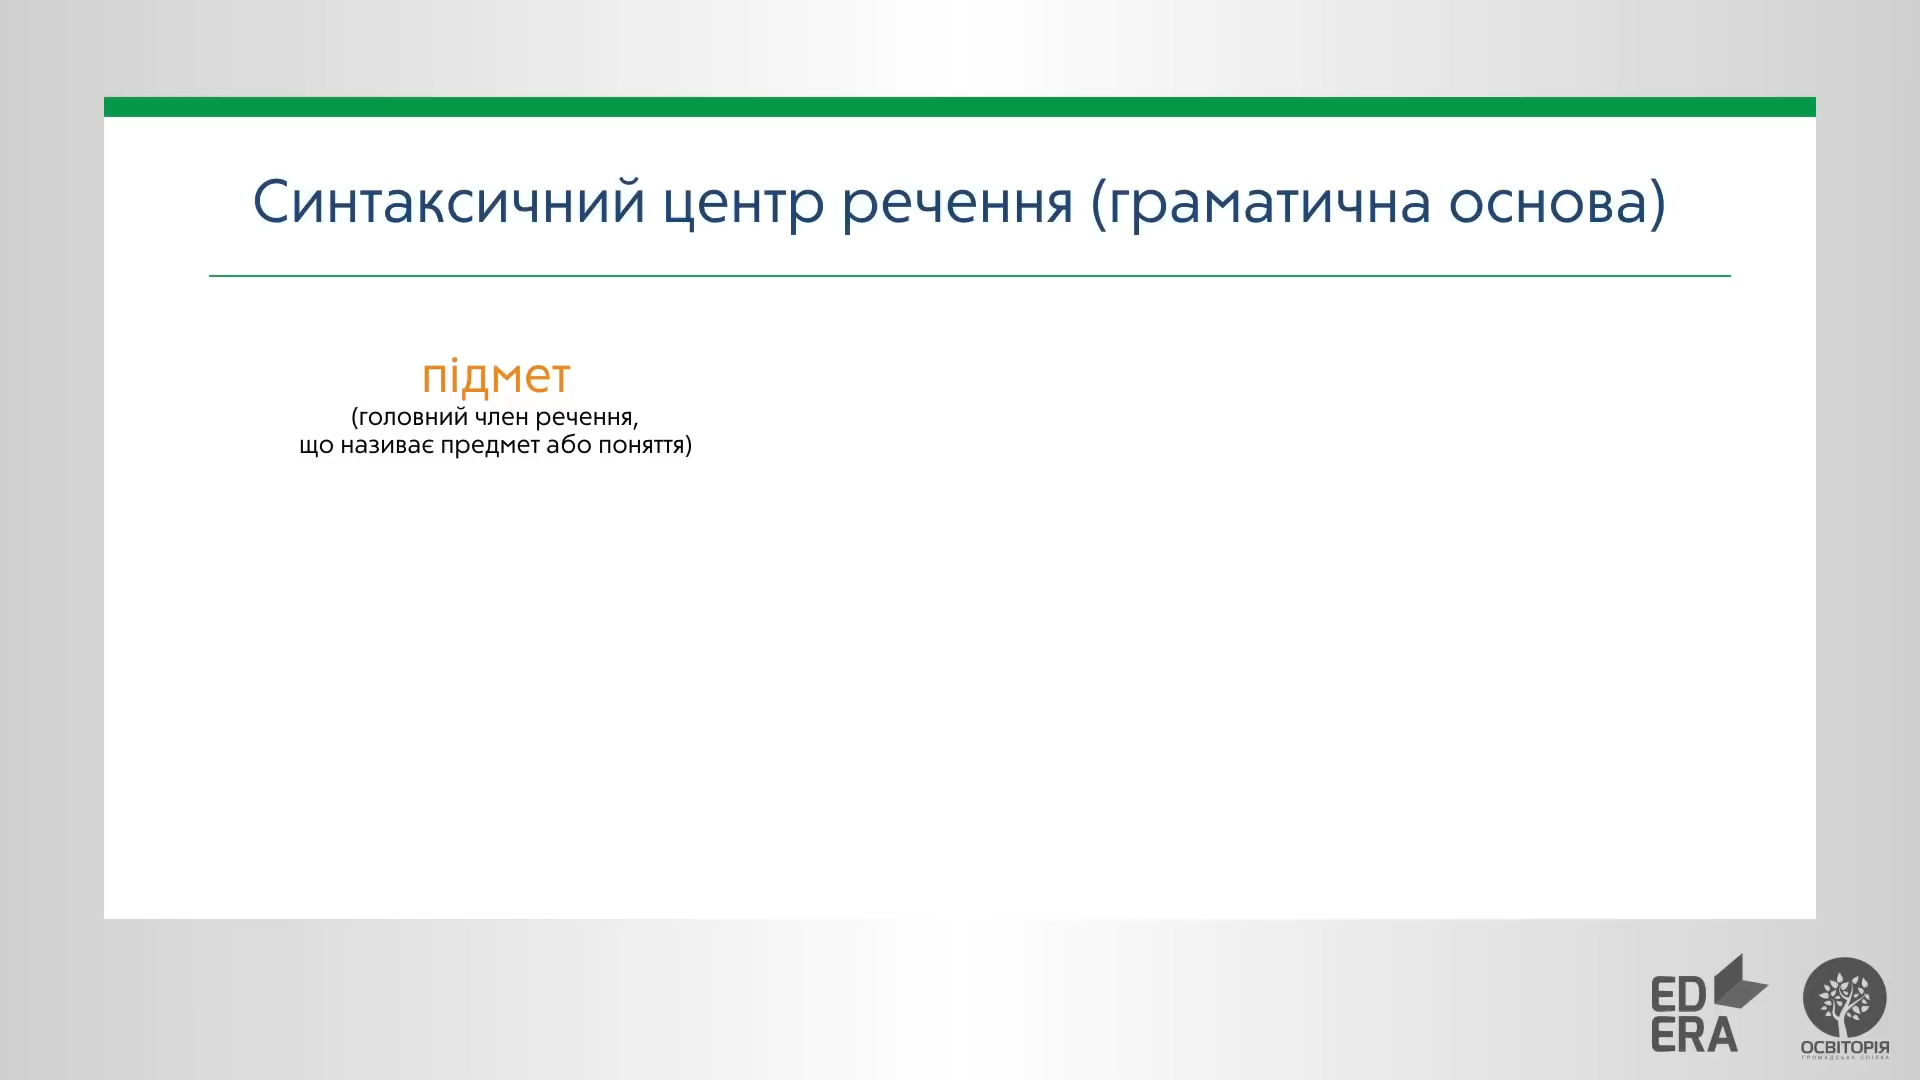 Синтаксичний центр речення (граматична основа)
підмет
(головний член речення,
що називає предмет або поняття)
ED
ERA
ОСВІТОРІЯ
ГРОМАДСЬКА СПІЛКА